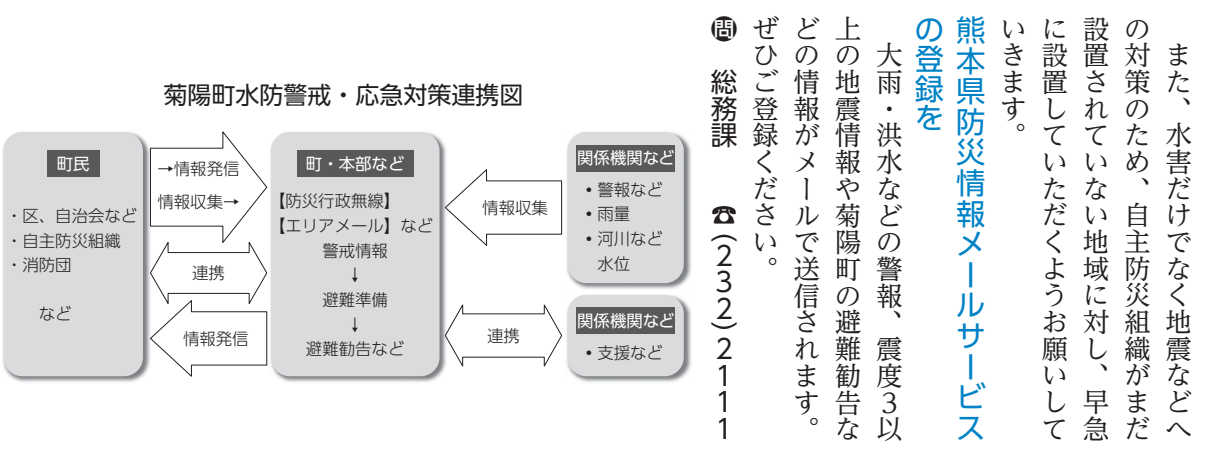 また、水害だけでなく地震などへ
の対策のため、自主防災組織がまだ
設置されていない地域に対し、早急
に設置していただくようお願いして
いきます。
熊本県防災情報メールサービス
の登録を
大雨・洪水などの警報、震度３以
上の地震情報や菊陽町の避難勧告な
どの情報がメールで送信されます。
ぜひご登録ください。
問 総務課 ☎(232)2111
菊陽町水防警戒・応急対策連携図
町民
・区、自治会など
・自主防災組織
・消防団
など
→情報発信
情報収集→
連携
情報発信
町・本部など
【防災行政無線】
【エリアメール】など
警戒情報
↓
避難準備
↓
避難勧告など
情報収集
連携
関係機関など
・警報など
・雨量
・河川など
水位
関係機関など
・支援など